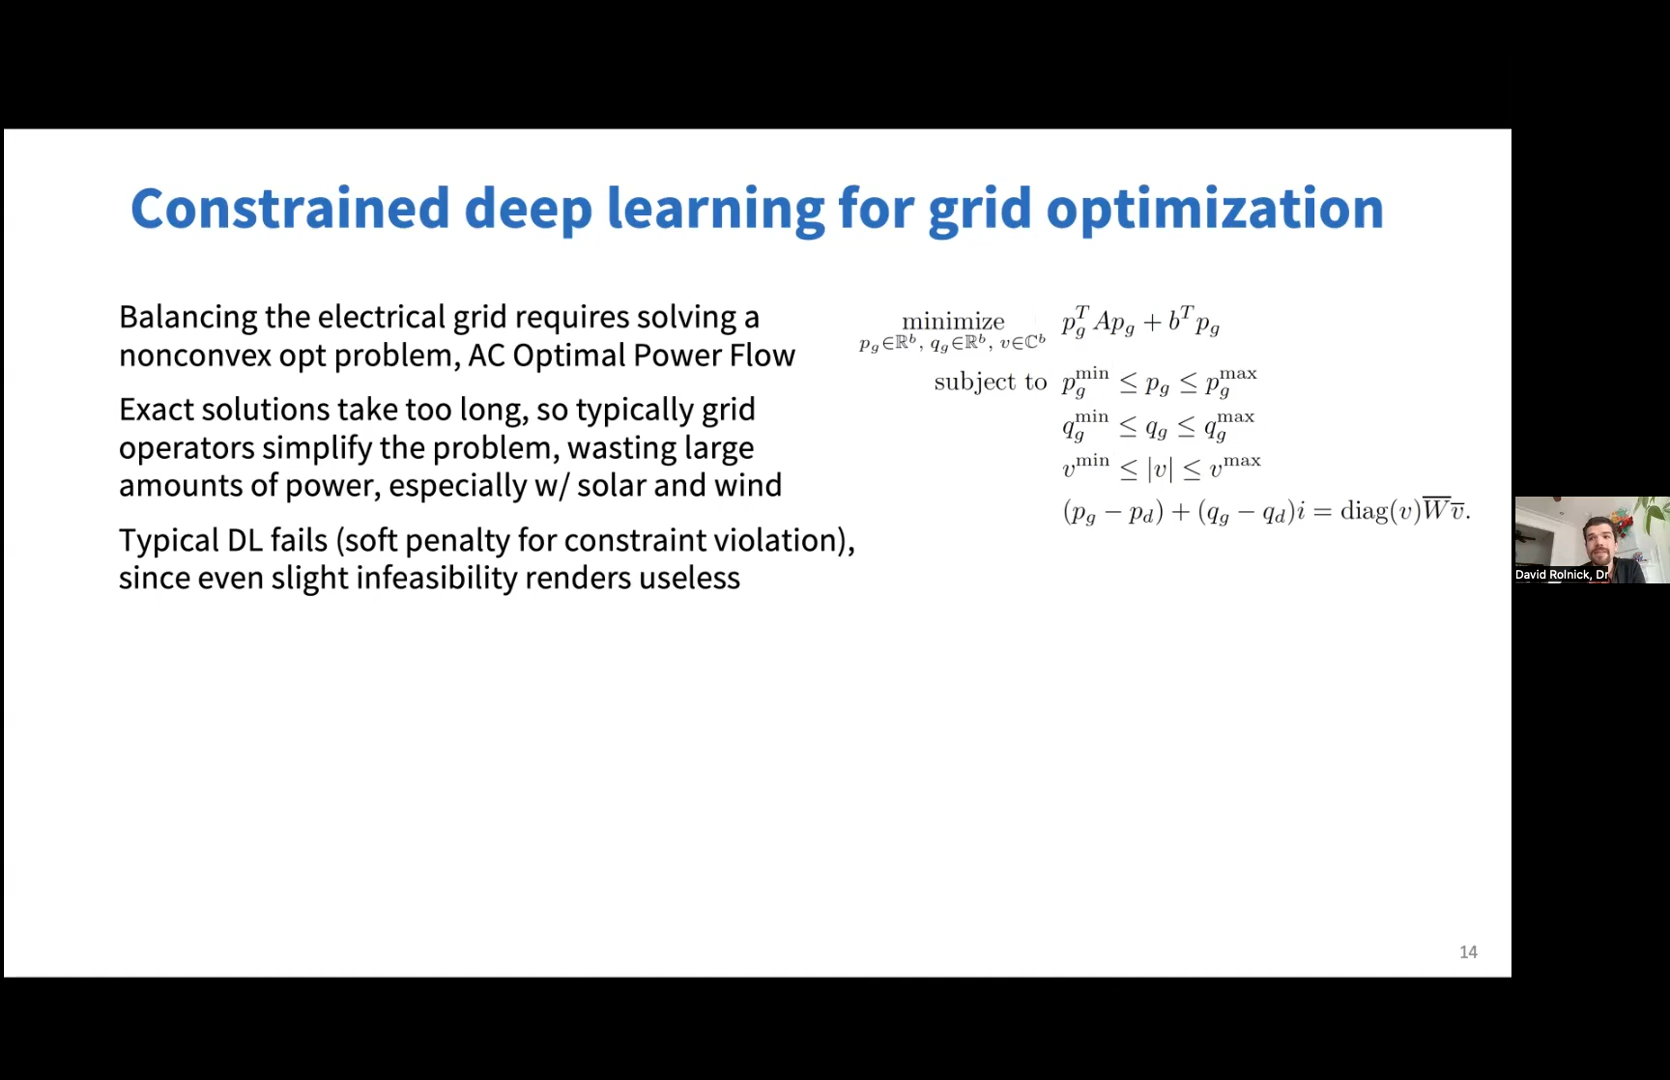 Constrained deep learning for grid optimization
Balancing the electrical grid requires solving a
nonconvex opt problem, AC Optimal Power Flow
Exact solutions take too long, so typically grid
operators simplify the problem, wasting large
amounts of power, especially w/ solar and wind
Typical DL fails (soft penalty for constraint violation),
since even slight infeasibility renders useless
minimize p_g^T A p_g + b^T p_g
p_g∈ℝ^b, q_g∈ℝ^b, v∈ℂ^b
subject to p_g^min ≤ p_g ≤ p_g^max
q_g^min ≤ q_g ≤ q_g^max
v^min ≤ |v| ≤ v^max
(p_g − p_d) + (q_g − q_d)i = diag(v)W̅v̅.
David Rolnick, Dr
14